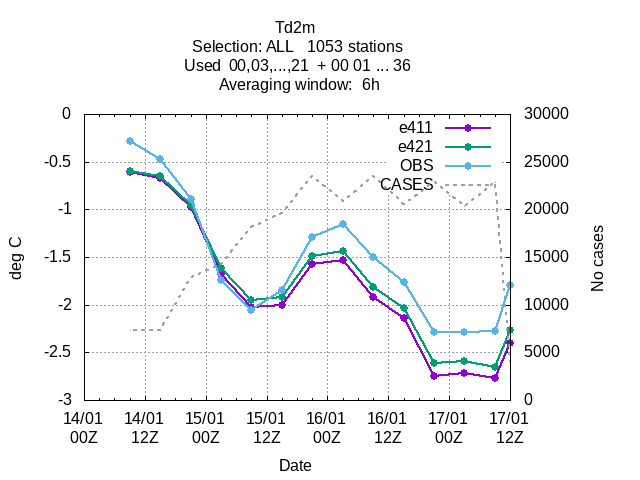 Td2m
Selection: ALL   1053 stations
Used  00,03,...,21  + 00 01 ... 36
Averaging window:  6h
0
-0.5
-1
-1.5
-2
-2.5
-3
deg C
30000
25000
20000
15000
10000
5000
0
No cases
e411
e421
OBS
CASES
14/01 14/01 15/01 15/01 16/01 16/01 17/01 17/01
00Z 12Z 00Z 12Z 00Z 12Z 00Z 12Z
Date